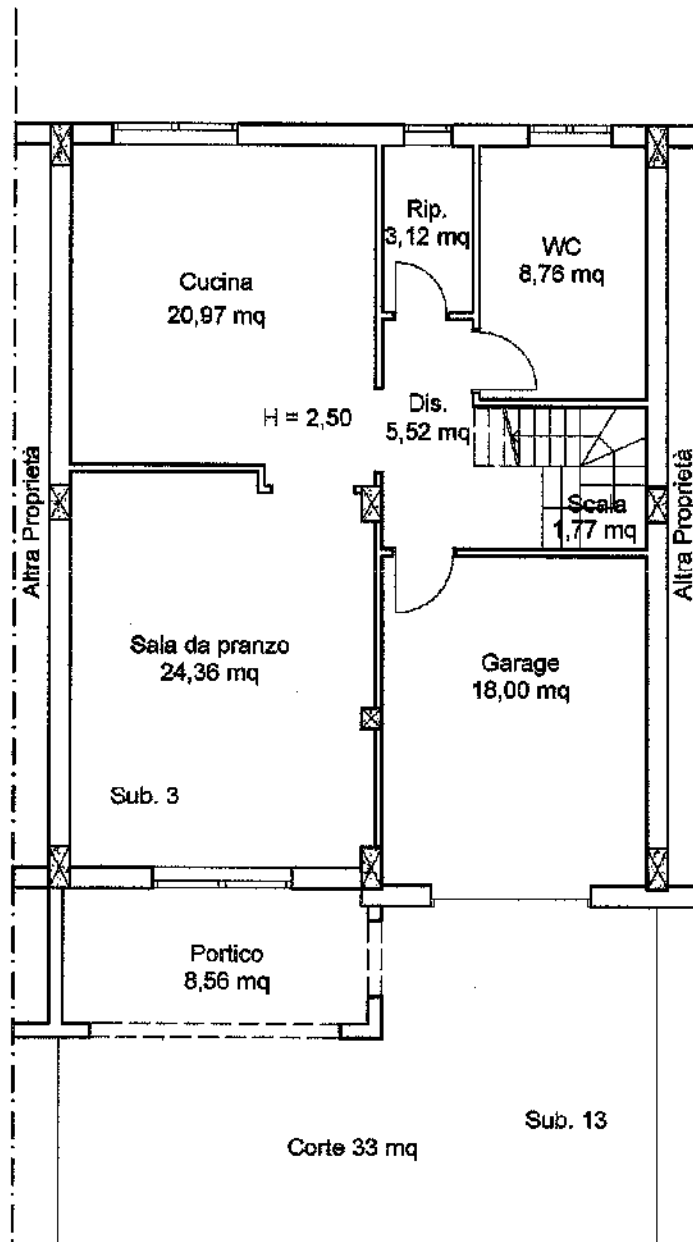 Rip.
3,12 mq
WC
8,76 mq
Cucina
20,97 mq
H = 2,50
Dis.
5,52 mq
Altra Proprietà
Scala
1,77 mq
Altra Proprietà
Sala da pranzo
24,36 mq
Garage
18,00 mq
Sub. 3
Portico
8,56 mq
Sub. 13
Corte 33 mq